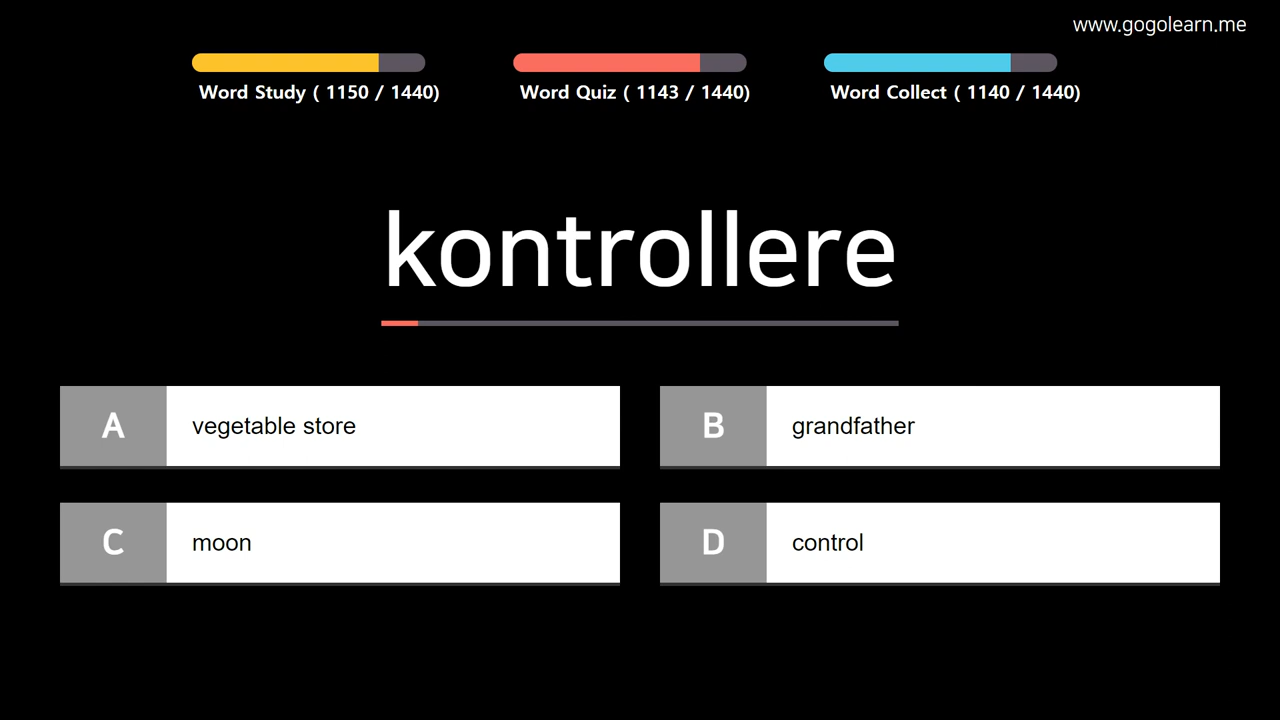 www.gogolearn.me
Word Study ( 1150 / 1440)
Word Quiz ( 1143 / 1440)
Word Collect ( 1140 / 1440)
kontrollere
A vegetable store
B grandfather
C moon
D control